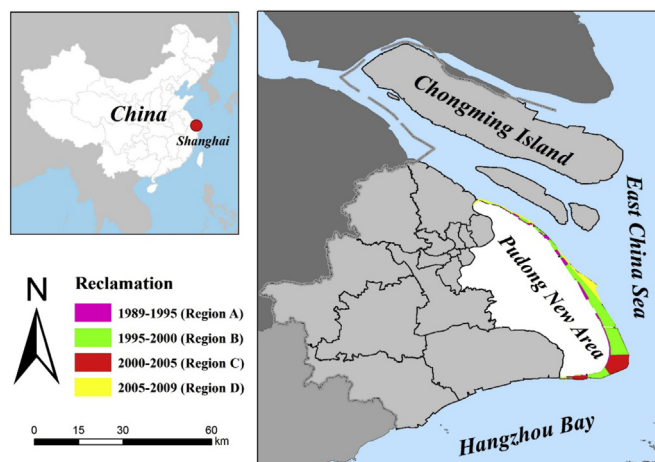 China
Shanghai
N
Reclamation
1989-1995 (Region A)
1995-2000 (Region B)
2000-2005 (Region C)
2005-2009 (Region D)
0 15 30 60
km
Chongming Island
East China Sea
Pudong New Area
Hangzhou Bay